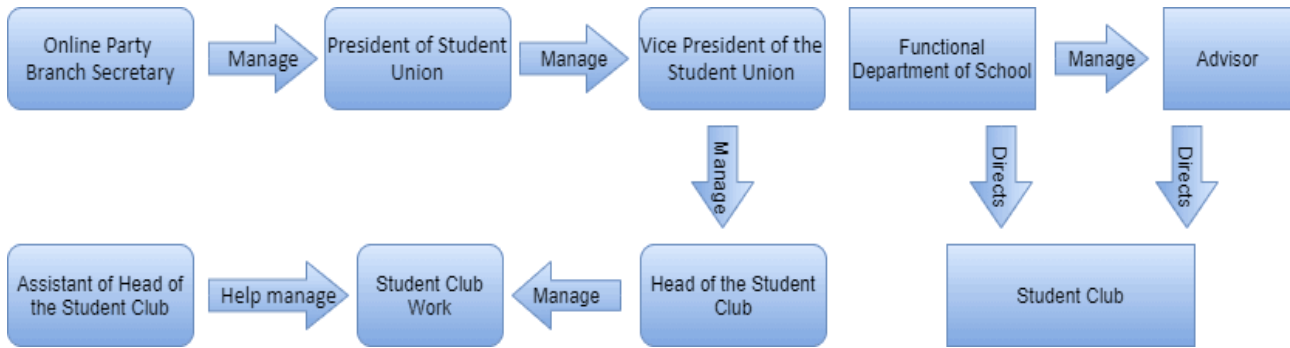 Online Party
Branch Secretary
Manage
President of Student
Union
Manage
Vice President of the
Student Union
Functional
Department of School
Manage
Advisor
Manage
Directs
Directs
Assistant of Head of
the Student Club
Help manage
Student Club
Work
Manage
Head of the Student
Club
Student Club